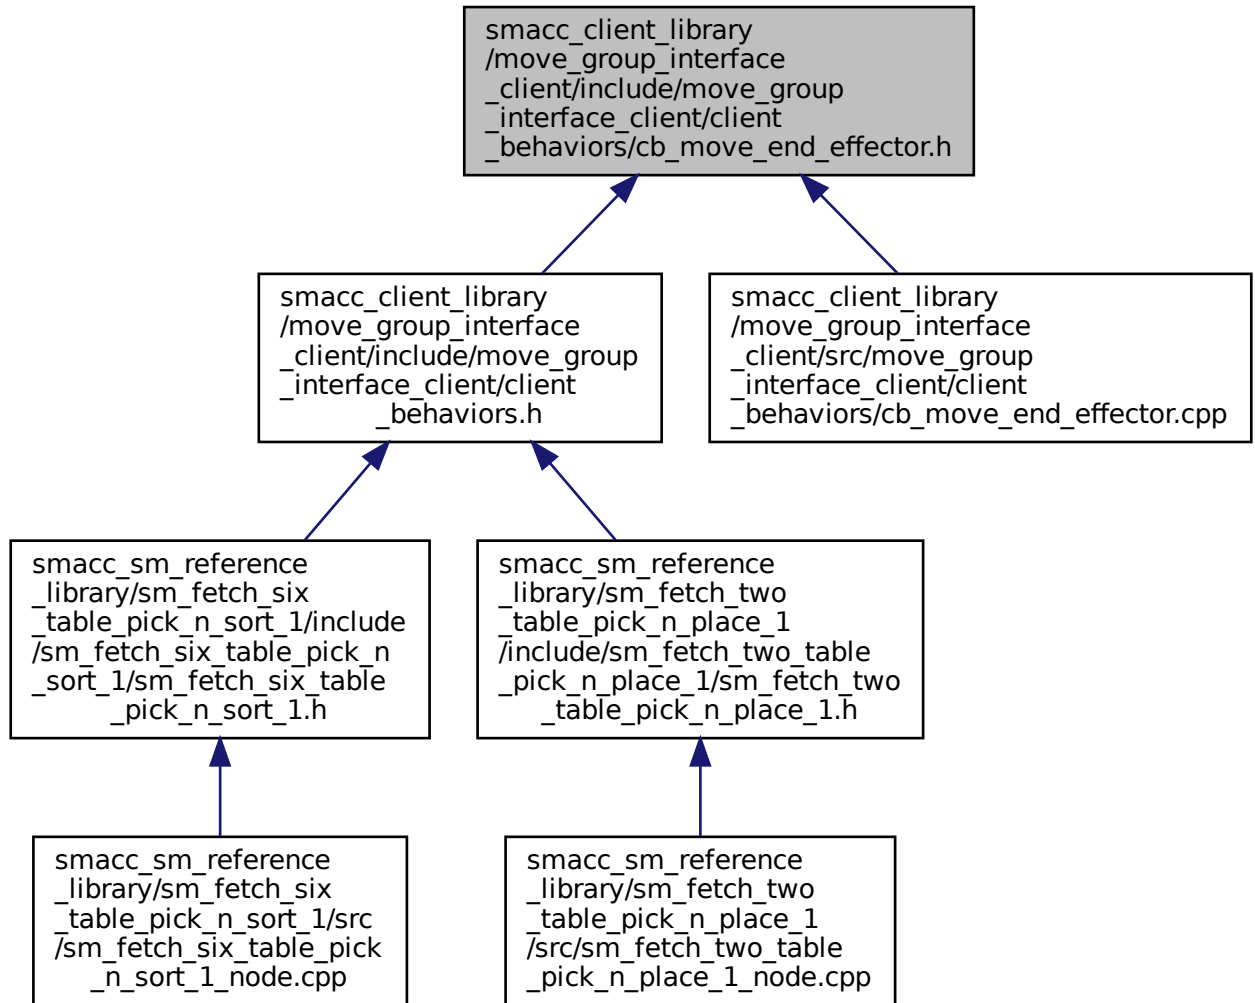 smacc_client_library
/move_group_interface
_client/include/move_group
_interface_client/client
_behaviors/cb_move_end_effector.h
smacc_client_library
/move_group_interface
_client/include/move_group
_interface_client/client
_behaviors.h
smacc_client_library
/move_group_interface
_client/src/move_group
_interface_client/client
_behaviors/cb_move_end_effector.cpp
smacc_sm_reference
_library/sm_fetch_six
_table_pick_n_sort_1/include
/sm_fetch_six_table_pick_n
_sort_1/sm_fetch_six_table
_pick_n_sort_1.h
smacc_sm_reference
_library/sm_fetch_two
_table_pick_n_place_1
/include/sm_fetch_two_table
_pick_n_place_1/sm_fetch_two
_table_pick_n_place_1.h
smacc_sm_reference
_library/sm_fetch_six
_table_pick_n_sort_1/src
/sm_fetch_six_table_pick
_n_sort_1_node.cpp
smacc_sm_reference
_library/sm_fetch_two
_table_pick_n_place_1
/src/sm_fetch_two_table
_pick_n_place_1_node.cpp